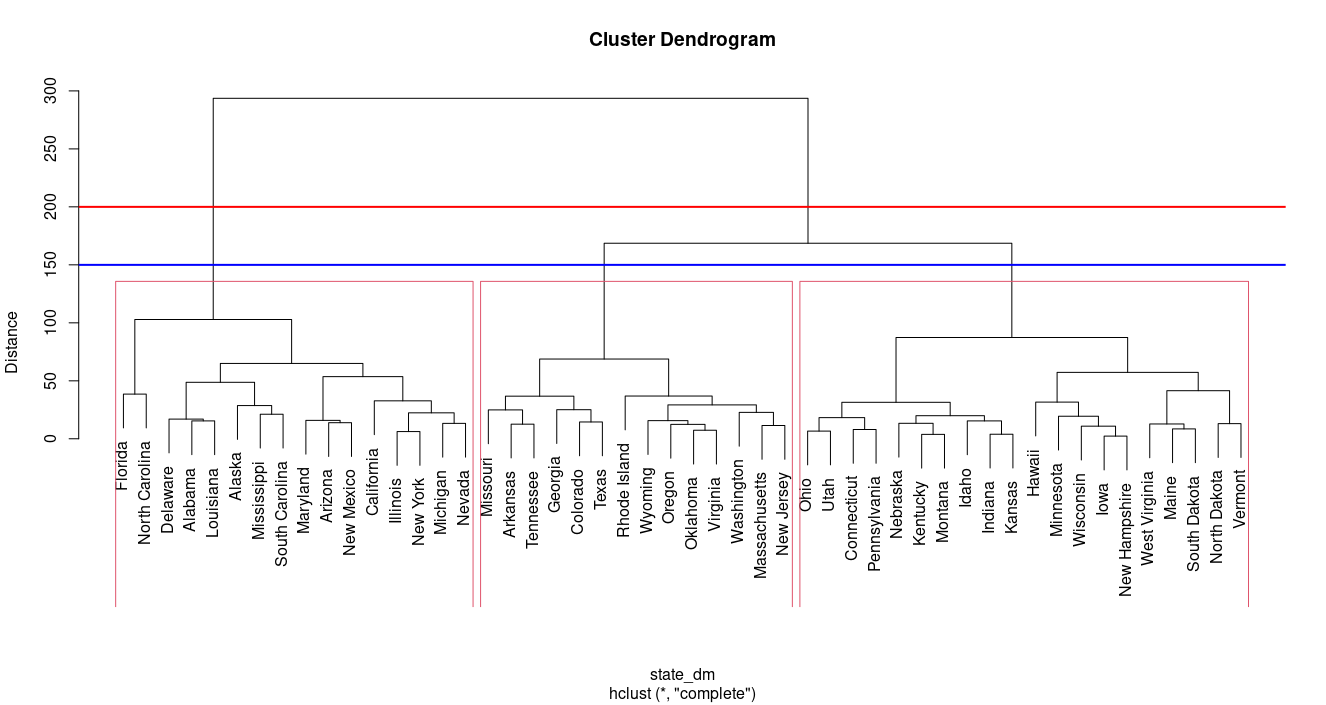 Cluster Dendrogram
300
250
200
150
100
50
0
Distance
Florida
North Carolina
Delaware
Alabama
Louisiana
Alaska
Mississippi
South Carolina
Maryland
Arizona
New Mexico
California
Illinois
New York
Michigan
Nevada
Missouri
Arkansas
Tennessee
Georgia
Colorado
Texas
Rhode Island
Wyoming
Oregon
Oklahoma
Virginia
Washington
Massachusetts
New Jersey
Ohio
Utah
Connecticut
Pennsylvania
Nebraska
Kentucky
Montana
Idaho
Indiana
Kansas
Hawaii
Minnesota
Wisconsin
Iowa
New Hampshire
West Virginia
Maine
South Dakota
North Dakota
Vermont
state_dm
hclust (*, "complete")